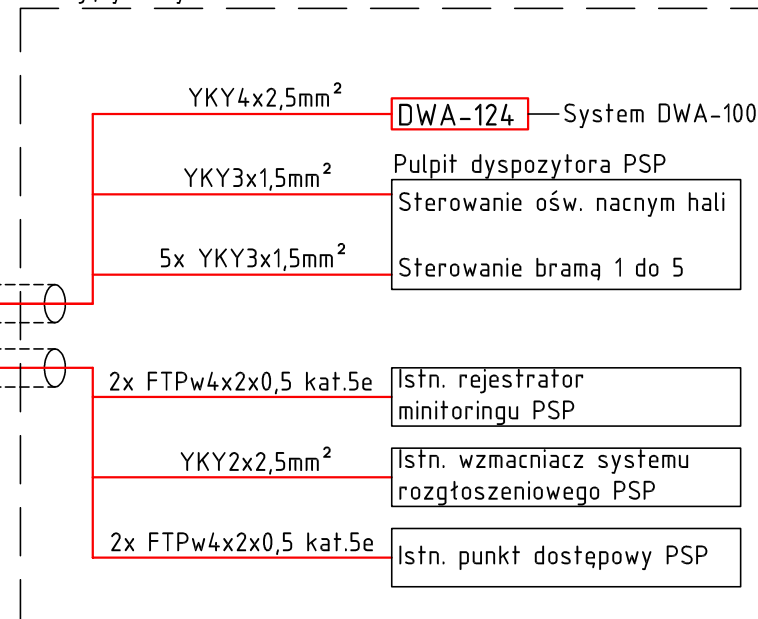 YKY4x2,5mm²
DWA-124
System DWA-100
Pulpit dyspozytora PSP
YKY3x1,5mm²
Sterowanie ośw. nacnym hali
5x YKY3x1,5mm²
Sterowanie bramą 1 do 5
2x FTPw4x2x0,5 kat.5e
Istn. rejestrator
minitoringu PSP
YKY2x2,5mm²
Istn. wzmacniacz systemu
rozgłoszeniowego PSP
2x FTPw4x2x0,5 kat.5e
Istn. punkt dostępowy PSP